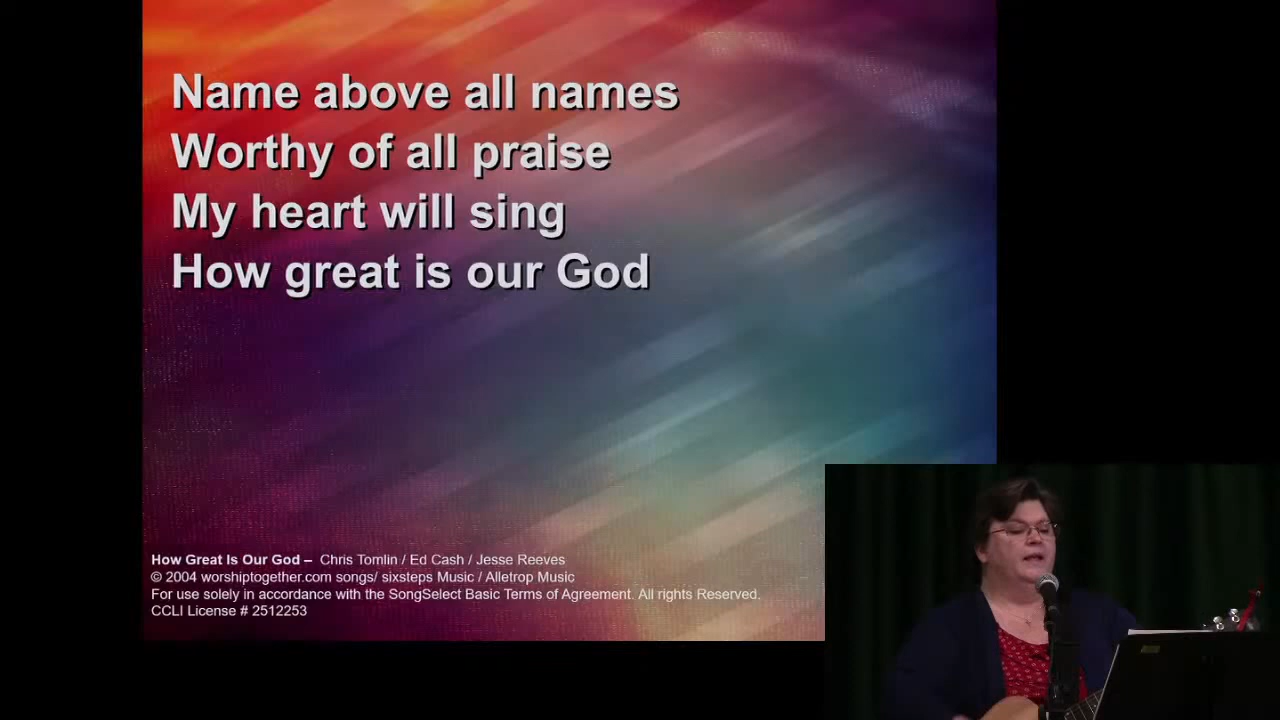 Name above all names
Worthy of all praise
My heart will sing
How great is our God
How Great Is Our God – Chris Tomlin / Ed Cash / Jesse Reeves
© 2004 worshiptogether.com songs/ sixsteps Music / Alletrop Music
For use solely in accordance with the SongSelect Basic Terms of Agreement. All rights Reserved.
CCLI License # 2512253